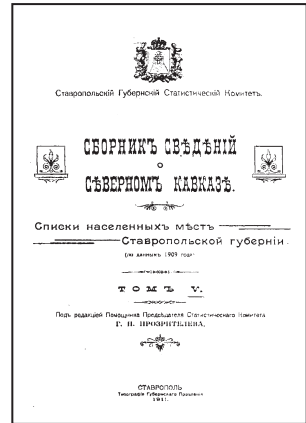 Ставропольскій Губернскій Статистическій Комитетъ.
СБОРНИКЪ СВѢДѢНІЙ
О
СѢВЕРНОМЪ КАВКАЗѢ.
Списки населенныхъ мѣстъ
Ставропольской губерніи.
(по даннымъ 1909 года)
ТОМЪ V.
Подъ редакціей Помощника Предсѣдателя Статистическаго Комитета
Г. Н. ПРОЗРИТЕЛЕВА.
СТАВРОПОЛЬ
Типографія Губернскаго Правленія
1911.